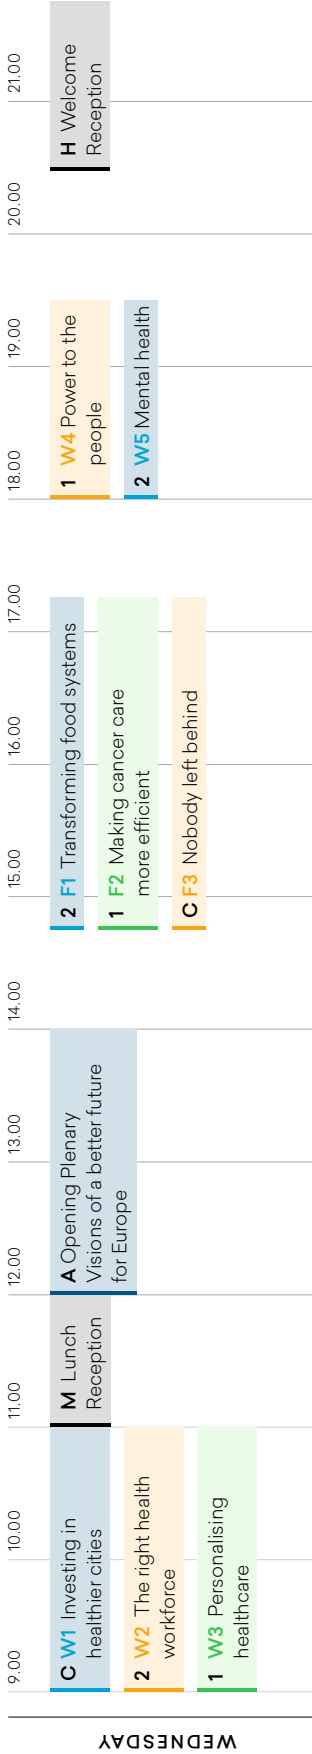 WEDNESDAY
9.00
10.00
11.00
12.00
13.00
14.00
15.00
16.00
17.00
18.00
19.00
20.00
21.00
C W1 Investing in
healthier cities
2 W2 The right health
workforce
1 W3 Personalising
healthcare
M Lunch
Reception
A Opening Plenary
Visions of a better future
for Europe
2 F1 Transforming food systems
1 F2 Making cancer care
more efficient
C F3 Nobody left behind
1 W4 Power to the
people
2 W5 Mental health
H Welcome
Reception